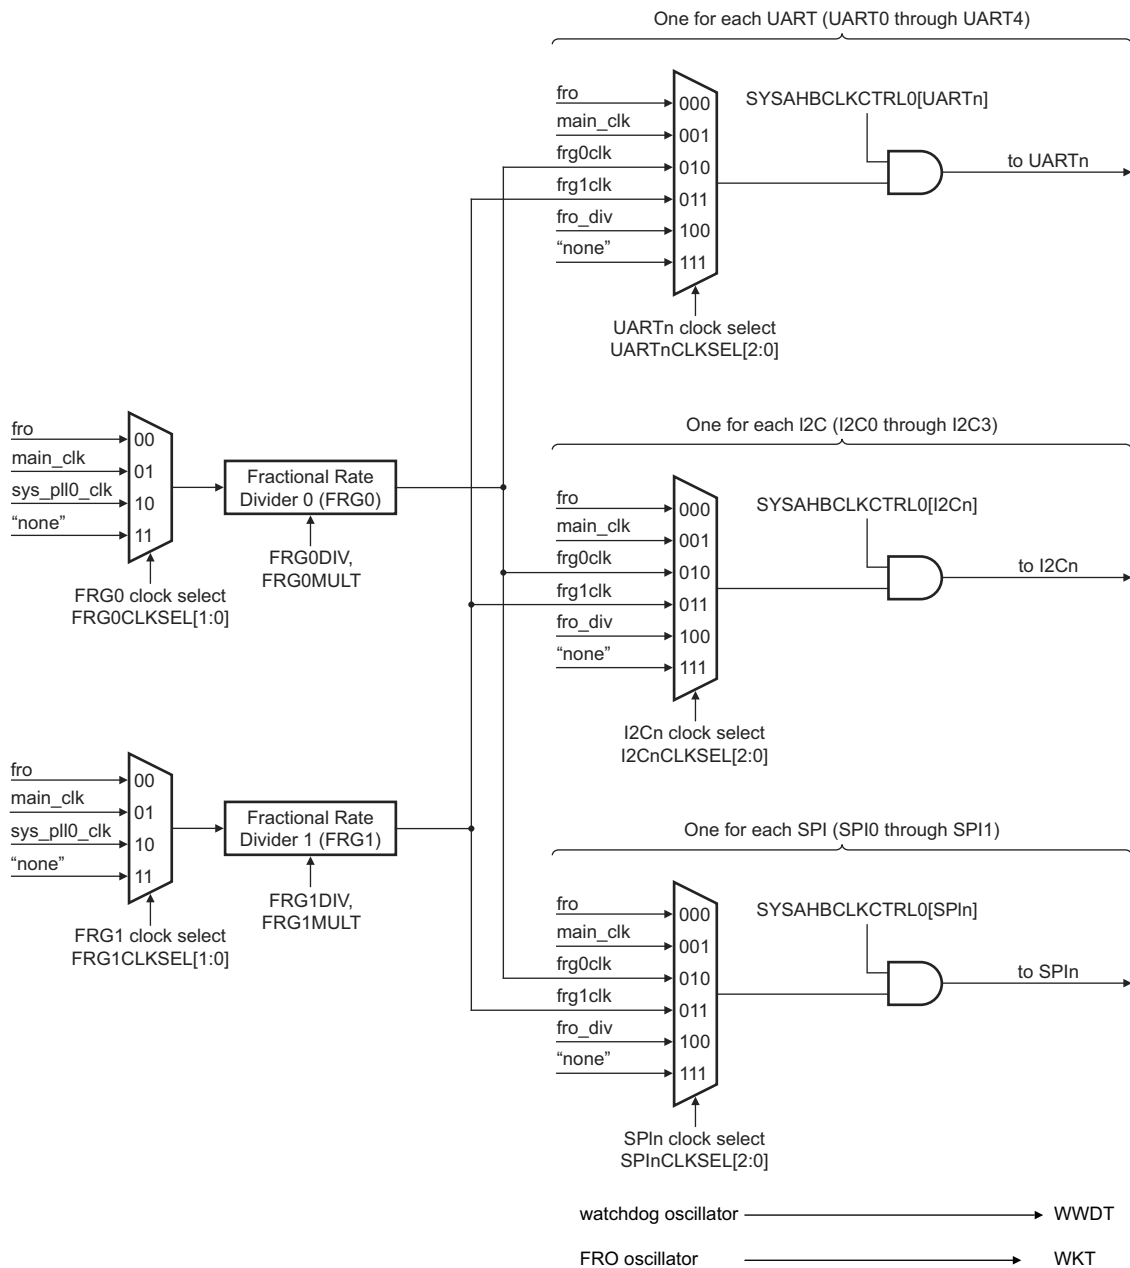 One for each UART (UART0 through UART4)
fro
000
SYSAHBCLKCTRL0[UARTn]
main_clk
001
frg0clk
010
to UARTn
frg1clk
011
fro_div
100
“none”
111
UARTn clock select
UARTnCLKSEL[2:0]
fro
00
main_clk
01
sys_pll0_clk
10
“none”
11
Fractional Rate
Divider 0 (FRG0)
FRG0DIV,
FRG0MULT
FRG0 clock select
FRG0CLKSEL[1:0]
One for each I2C (I2C0 through I2C3)
fro
000
SYSAHBCLKCTRL0[I2Cn]
main_clk
001
frg0clk
010
to I2Cn
frg1clk
011
fro_div
100
“none”
111
I2Cn clock select
I2CnCLKSEL[2:0]
fro
00
main_clk
01
sys_pll0_clk
10
“none”
11
Fractional Rate
Divider 1 (FRG1)
FRG1DIV,
FRG1MULT
FRG1 clock select
FRG1CLKSEL[1:0]
One for each SPI (SPI0 through SPI1)
fro
000
SYSAHBCLKCTRL0[SPIn]
main_clk
001
frg0clk
010
to SPIn
frg1clk
011
fro_div
100
“none”
111
SPIn clock select
SPInCLKSEL[2:0]
watchdog oscillator
WWDT
FRO oscillator
WKT